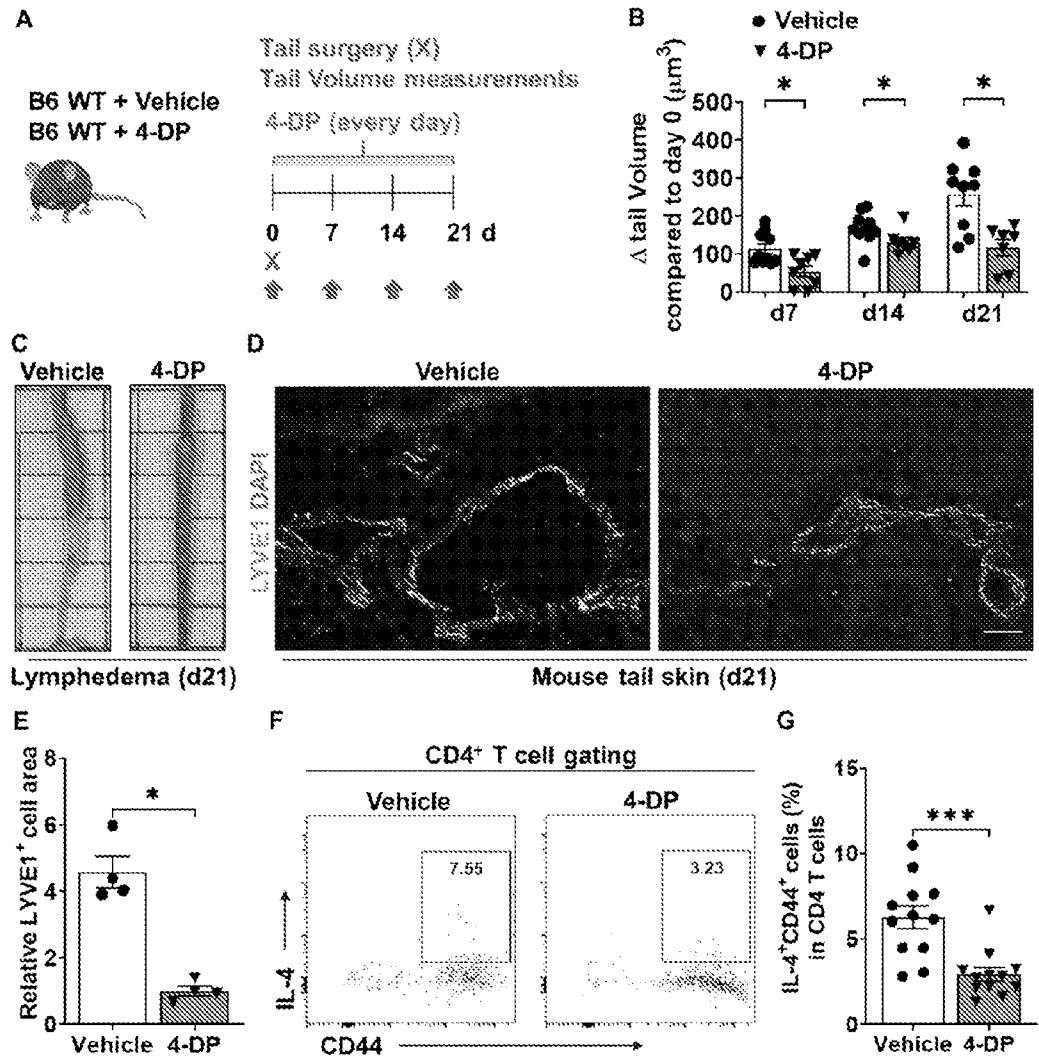 A
Tail surgery (X)
Tail Volume measurements
B6 WT + Vehicle
B6 WT + 4-DP
4-DP (every day)
0 7 14 21 d
X
B
Vehicle
4-DP
* * *
Δ tail Volume
compared to day 0 (μm³)
500
400
300
200
100
0
d7 d14 d21
C
Vehicle 4-DP
Lymphedema (d21)
D
Vehicle 4-DP
LYVE1 DAPI
Mouse tail skin (d21)
E
Relative LYVE1⁺ cell area
8
6
4
2
0
*
Vehicle 4-DP
F
CD4⁺ T cell gating
Vehicle 4-DP
7.55 3.23
IL-4
CD44
G
IL-4⁺CD44⁺ cells (%)
in CD4 T cells
15
10
5
0
***
Vehicle 4-DP